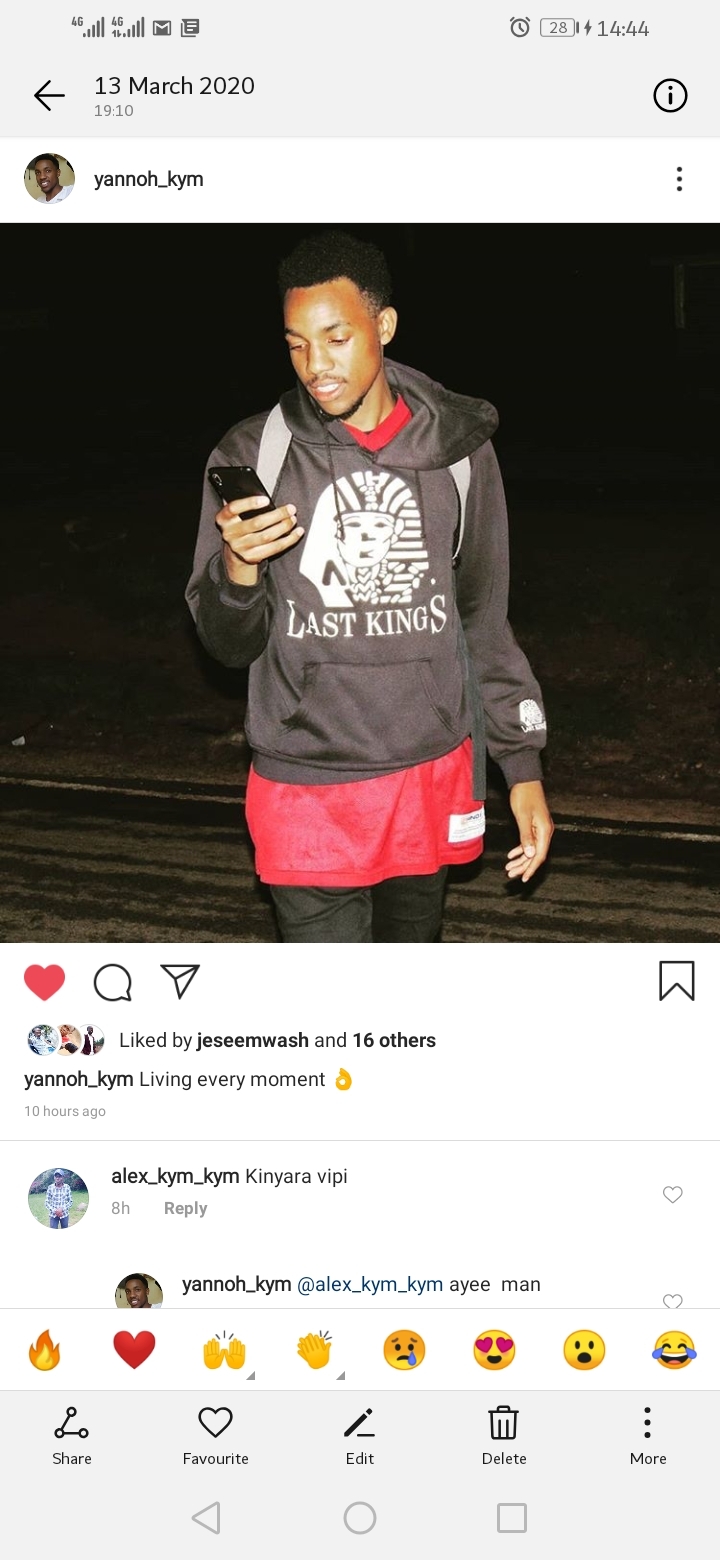 4G 4G 28 14:44
13 March 2020
19:10
yannoh_kym
LAST KINGS
Liked by jeseemwash and 16 others
yannoh_kym Living every moment 👌
10 hours ago
alex_kym_kym Kinyara vipi
8h Reply
yannoh_kym @alex_kym_kym ayee man
Share Favourite Edit Delete More